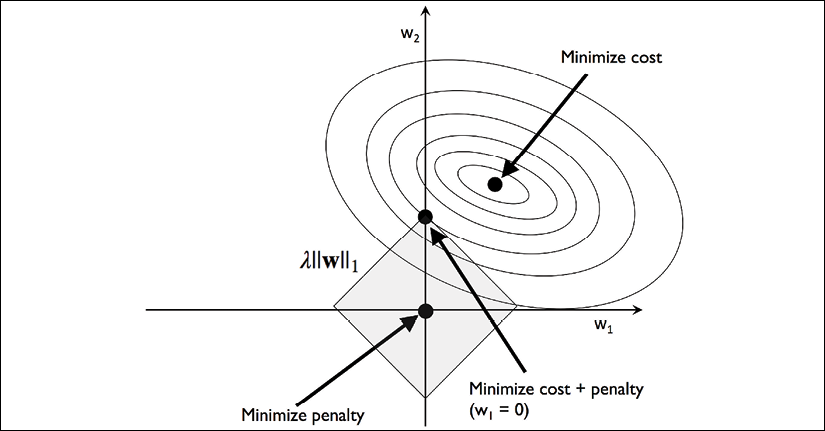 w₂
Minimize cost
λ||w||₁
w₁
Minimize penalty
Minimize cost + penalty
(w₁ = 0)